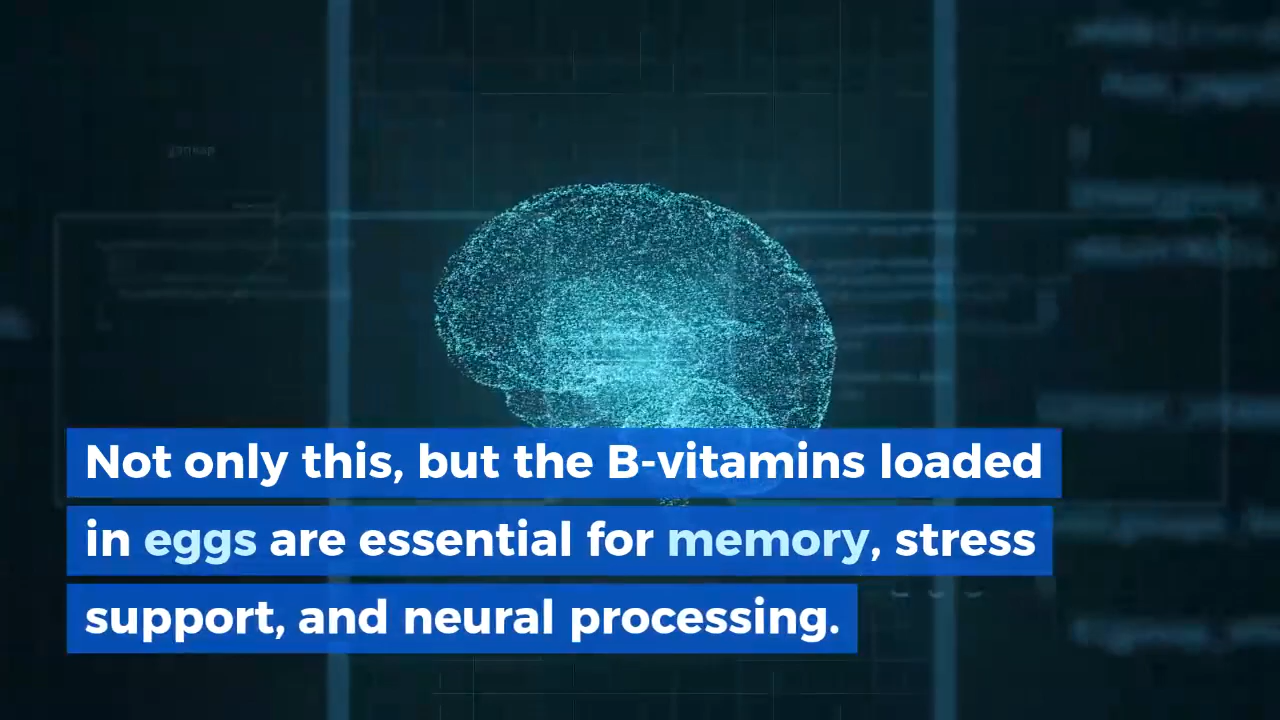 Not only this, but the B-vitamins loaded
in eggs are essential for memory, stress
support, and neural processing.